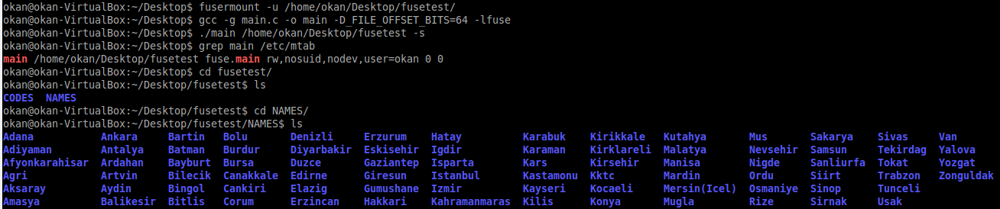 okan@okan-VirtualBox:~/Desktop$ fusermount -u /home/okan/Desktop/fusetest/
okan@okan-VirtualBox:~/Desktop$ gcc -g main.c -o main -D_FILE_OFFSET_BITS=64 -lfuse
okan@okan-VirtualBox:~/Desktop$ ./main /home/okan/Desktop/fusetest -s
okan@okan-VirtualBox:~/Desktop$ grep main /etc/mtab
main /home/okan/Desktop/fusetest fuse.main rw,nosuid,nodev,user=okan 0 0
okan@okan-VirtualBox:~/Desktop$ cd fusetest/
okan@okan-VirtualBox:~/Desktop/fusetest$ ls
CODES  NAMES
okan@okan-VirtualBox:~/Desktop/fusetest$ cd NAMES/
okan@okan-VirtualBox:~/Desktop/fusetest/NAMES$ ls
Adana           Ankara     Bartin   Bolu       Denizli     Erzurum    Hatay          Karabuk    Kirikkale   Kutahya        Mus       Sakarya    Sivas     Van
Adiyaman        Antalya    Batman   Burdur     Diyarbakir  Eskisehir  Igdir          Karaman    Kirklareli  Malatya        Nevsehir  Samsun     Tekirdag  Yalova
Afyonkarahisar  Ardahan    Bayburt  Bursa      Duzce       Gaziantep  Isparta        Kars       Kirsehir    Manisa         Nigde     Sanliurfa  Tokat     Yozgat
Agri            Artvin     Bilecik  Canakkale  Edirne      Giresun    Istanbul       Kastamonu  Kktc        Mardin         Ordu      Siirt      Trabzon   Zonguldak
Aksaray         Aydin      Bingol   Cankiri    Elazig      Gumushane  Izmir          Kayseri    Kocaeli     Mersin(Icel)   Osmaniye  Sinop      Tunceli
Amasya          Balikesir  Bitlis   Corum      Erzincan    Hakkari    Kahramanmaras  Kilis      Konya       Mugla          Rize      Sirnak     Usak